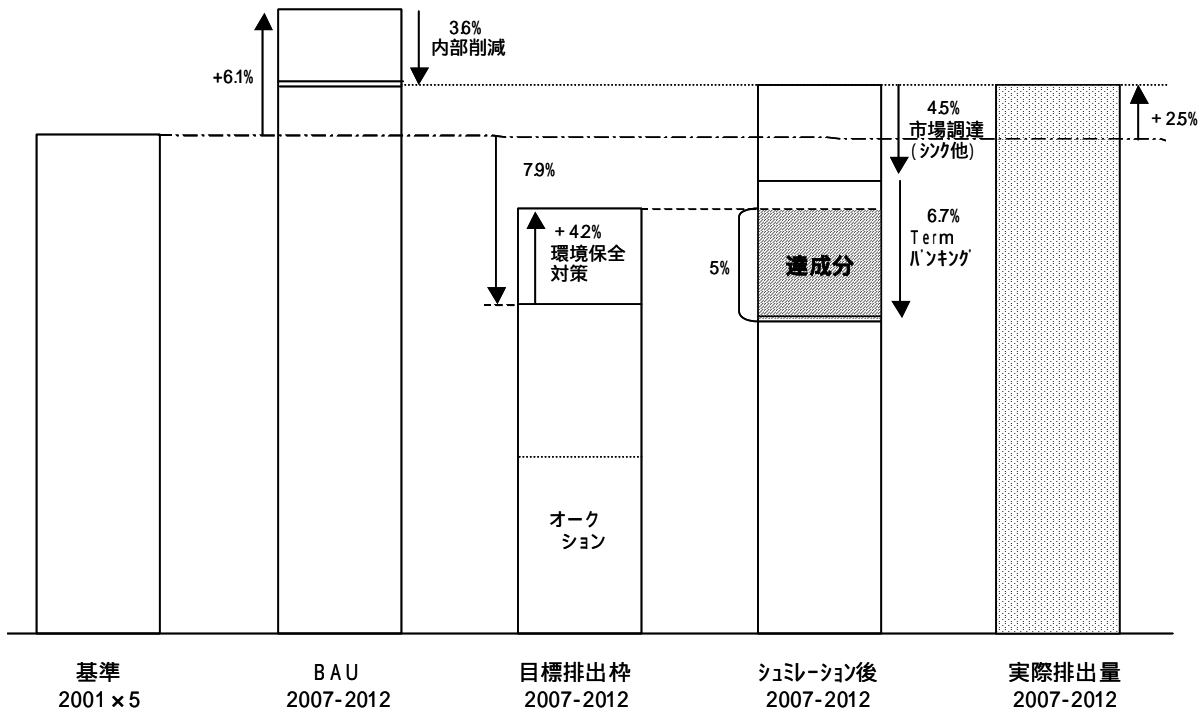 3.6%
内部削減
+6.1%
4.5%
市場調達
(シンク他)
+2.5%
7.9%
+4.2%
環境保全
対策
5%
達成分
6.7%
Term
バンキング
オーク
ション
基準
2001×5
BAU
2007-2012
目標排出枠
2007-2012
シュミレーション後
2007-2012
実際排出量
2007-2012